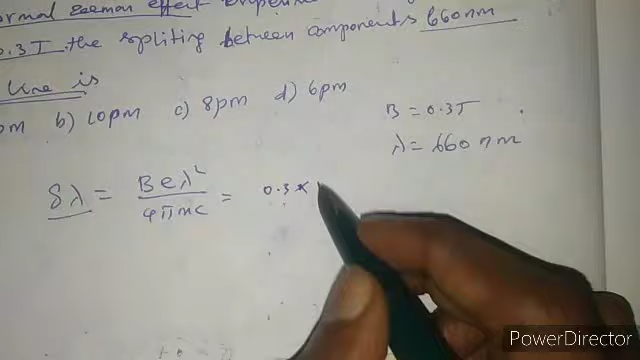 ormal zeeman effect
0.3T the spliting between components 660nm
line is
pm b) 10pm c) 8pm d) 6pm
B = 0.3T
λ = 660 nm
δλ = Beλ² / 4πmc = 0.3 ×
PowerDirector